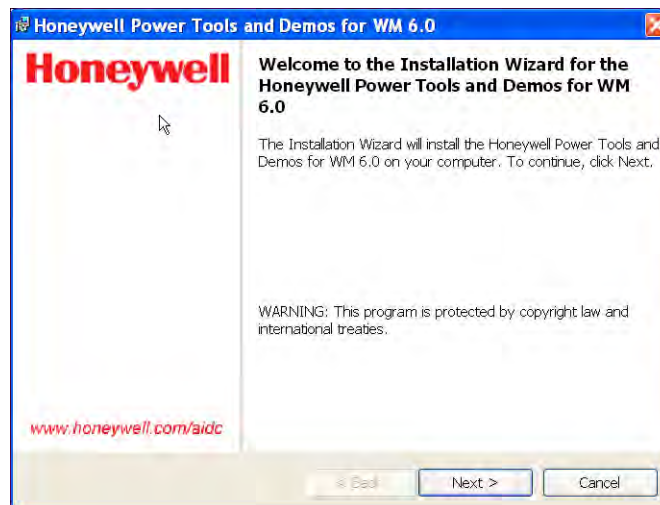 Honeywell Power Tools and Demos for WM 6.0
Honeywell
Welcome to the Installation Wizard for the
Honeywell Power Tools and Demos for WM
6.0
The Installation Wizard will install the Honeywell Power Tools and
Demos for WM 6.0 on your computer. To continue, click Next.
WARNING: This program is protected by copyright law and
international treaties.
www.honeywell.com/aidc
< Back
Next >
Cancel